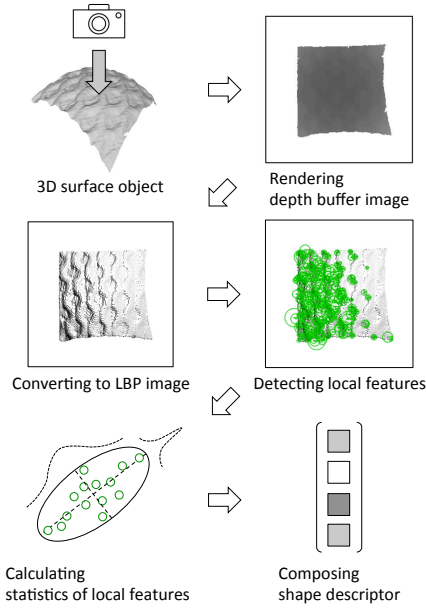 3D surface object
Rendering
depth buffer image
Converting to LBP image
Detecting local features
Calculating
statistics of local features
Composing
shape descriptor